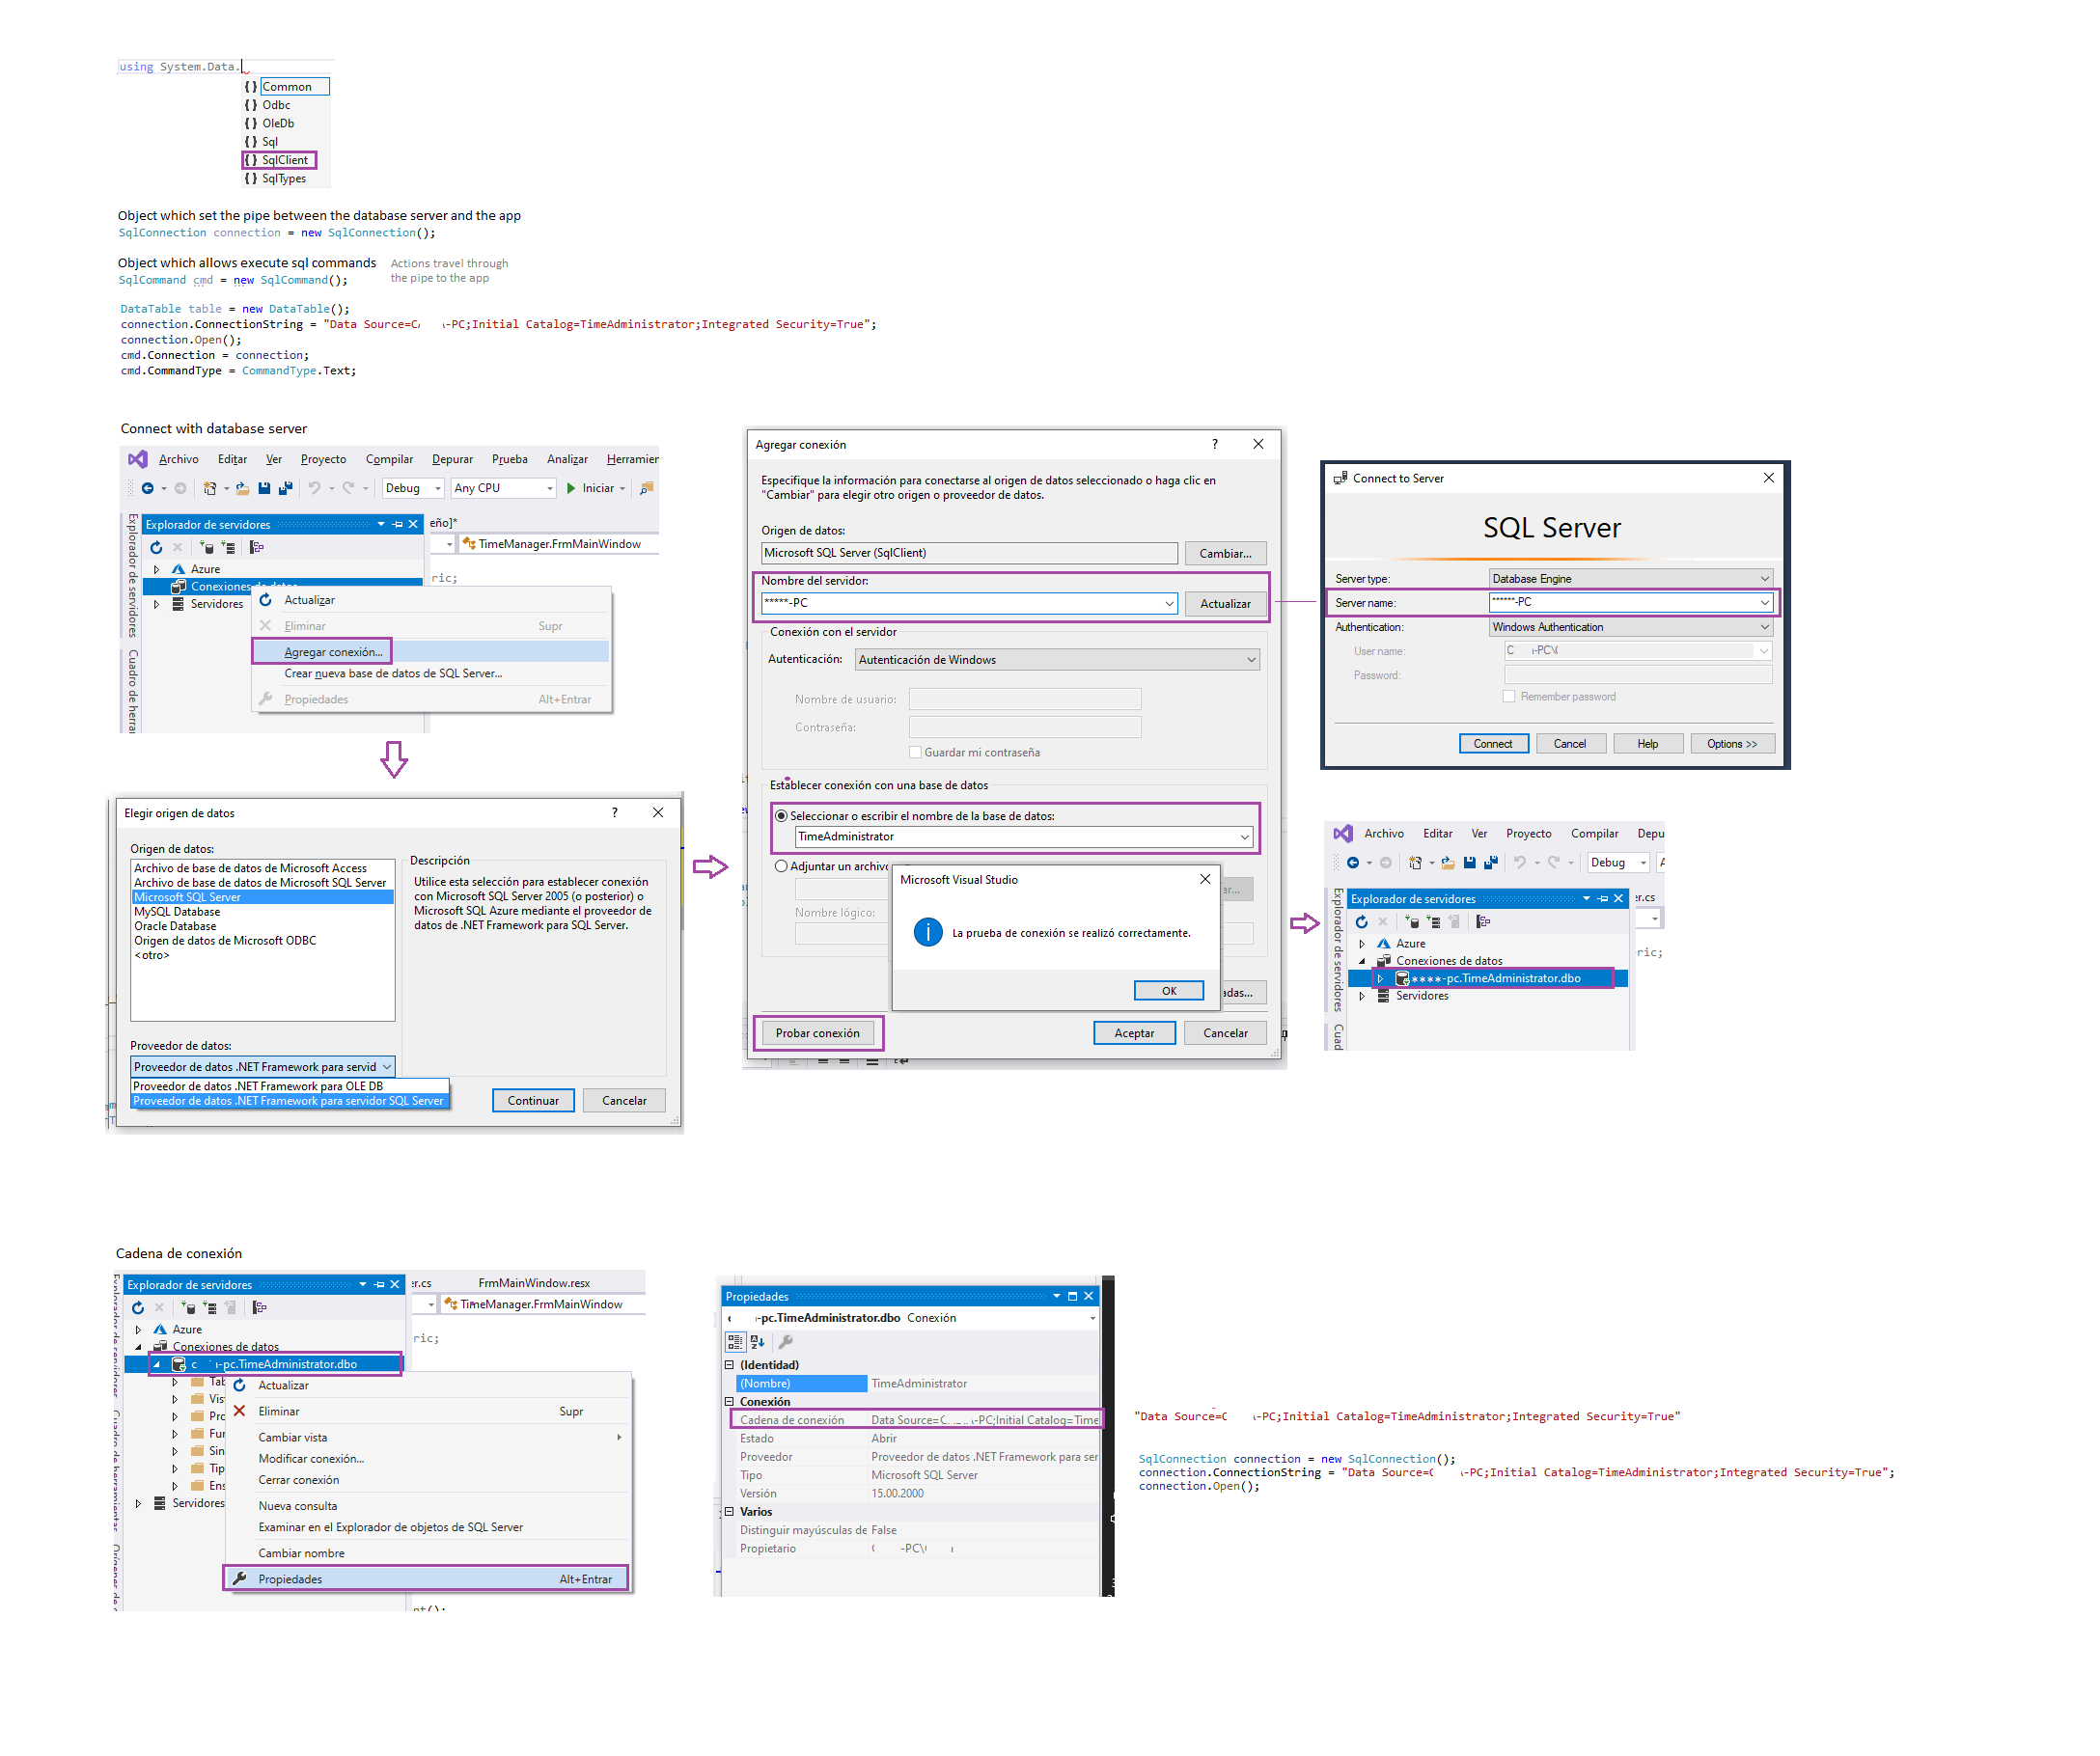 using System.Data.
{ } Common
{ } Odbc
{ } OleDb
{ } Sql
{ } SqlClient
{ } SqlTypes
Object which set the pipe between the database server and the app
SqlConnection connection = new SqlConnection();
Object which allows execute sql commands
Actions travel through
the pipe to the app
SqlCommand cmd = new SqlCommand();
DataTable table = new DataTable();
connection.ConnectionString = "Data Source=C -PC;Initial Catalog=TimeAdministrator;Integrated Security=True";
connection.Open();
cmd.Connection = connection;
cmd.CommandType = CommandType.Text;
Connect with database server
Archivo Editar Ver Proyecto Compilar Depurar Prueba Analizar Herramier
Debug Any CPU Iniciar
Explorador de servidores
Cuadro de herrar
Explorador de servidores
eño]*
TimeManager.FrmMainWindow
Azure
ric;
Conexiones de datos
Servidores
Actualizar
Eliminar Supr
Agregar conexión...
Crear nueva base de datos de SQL Server...
Propiedades Alt+Entrar
Elegir origen de datos ?
Origen de datos:
Archivo de base de datos de Microsoft Access
Archivo de base de datos de Microsoft SQL Server
Microsoft SQL Server
MySQL Database
Oracle Database
Origen de datos de Microsoft ODBC
<otro>
Descripción
Utilice esta selección para establecer conexión
con Microsoft SQL Server 2005 (o posterior) o
Microsoft SQL Azure mediante el proveedor de
datos de .NET Framework para SQL Server.
Proveedor de datos:
Proveedor de datos .NET Framework para servid
Proveedor de datos .NET Framework para OLE DB
Proveedor de datos .NET Framework para servidor SQL Server
Continuar Cancelar
Agregar conexión ?
Especifique la información para conectarse al origen de datos seleccionado o haga clic en
"Cambiar" para elegir otro origen o proveedor de datos.
Origen de datos:
Microsoft SQL Server (SqlClient) Cambiar...
Nombre del servidor:
*****-PC Actualizar
Conexión con el servidor
Autenticación: Autenticación de Windows
Nombre de usuario:
Contraseña:
Guardar mi contraseña
Establecer conexión con una base de datos
Seleccionar o escribir el nombre de la base de datos:
TimeAdministrator
Adjuntar un archivo
Nombre lógico:
Microsoft Visual Studio
La prueba de conexión se realizó correctamente.
OK
adas...
Probar conexión Aceptar Cancelar
Connect to Server
SQL Server
Server type: Database Engine
Server name: ******-PC
Authentication: Windows Authentication
User name: C -PC\
Password:
Remember password
Connect Cancel Help Options >>
Archivo Editar Ver Proyecto Compilar Depu
Debug
Explorador de servidores
Cuad
Explorador de servidores
er.cs
Azure
Conexiones de datos
ric;
****-pc.TimeAdministrator.dbo
Servidores
Cadena de conexión
Explorador de servidores
Cuadro de herramientas
Explorador de servidores
er.cs FrmMainWindow.resx
TimeManager.FrmMainWindow
Azure
ric;
Conexiones de datos
c -pc.TimeAdministrator.dbo
Tab
Vis
Pro
Fur
Sin
Tip
Ens
Servidores
Actualizar
Eliminar Supr
Cambiar vista
Modificar conexión...
Cerrar conexión
Nueva consulta
Examinar en el Explorador de objetos de SQL Server
Cambiar nombre
Propiedades Alt+Entrar
nt();
Propiedades
-pc.TimeAdministrator.dbo Conexión
(Identidad)
(Nombre) TimeAdministrator
Conexión
Cadena de conexión Data Source=C -PC;Initial Catalog=Time
Estado Abrir
Proveedor Proveedor de datos .NET Framework para ser
Tipo Microsoft SQL Server
Versión 15.00.2000
Varios
Distinguir mayúsculas de False
Propietario -PC\
"Data Source=C -PC;Initial Catalog=TimeAdministrator;Integrated Security=True"
SqlConnection connection = new SqlConnection();
connection.ConnectionString = "Data Source=C -PC;Initial Catalog=TimeAdministrator;Integrated Security=True";
connection.Open();